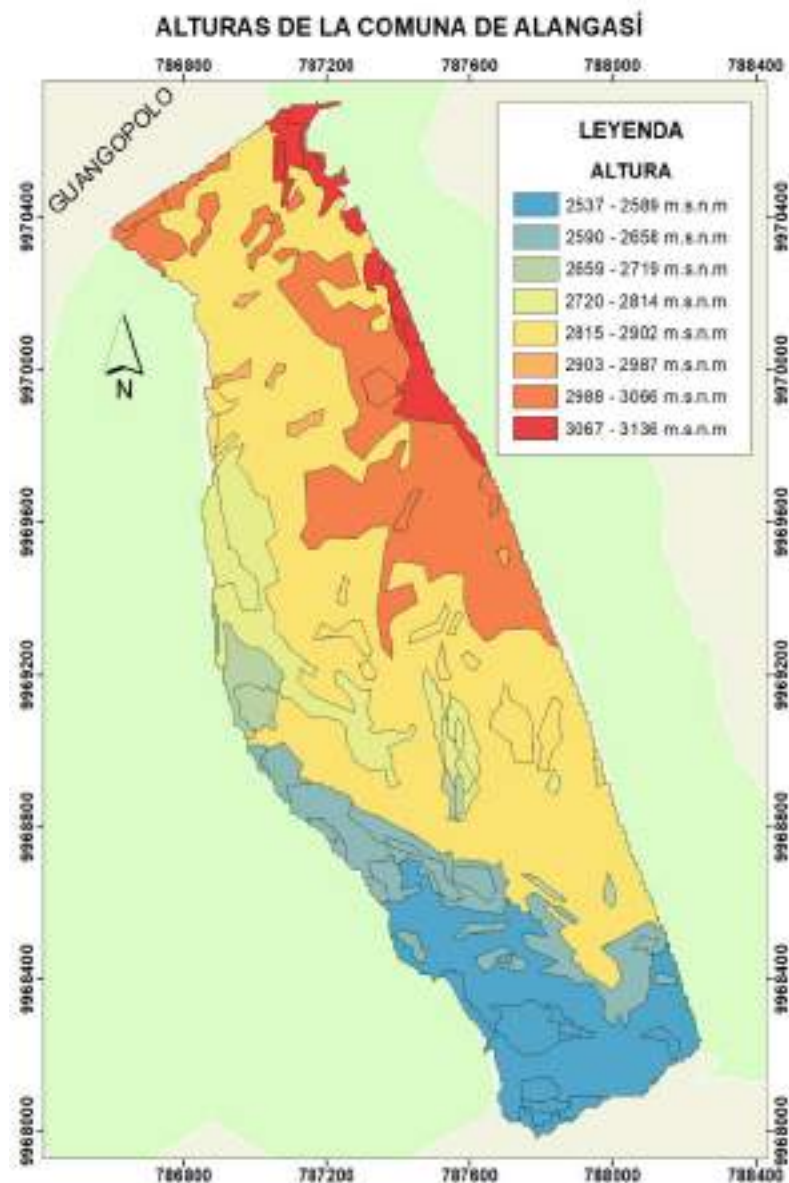 ALTURAS DE LA COMUNA DE ALANGASÍ
786800 787200 787600 788000 788400
GUANGOPOLO
LEYENDA
ALTURA
2537 - 2589 m.s.n.m
2590 - 2658 m.s.n.m
2659 - 2719 m.s.n.m
2720 - 2814 m.s.n.m
2815 - 2902 m.s.n.m
2903 - 2987 m.s.n.m
2988 - 3066 m.s.n.m
3067 - 3136 m.s.n.m
N
9970400 9970400
9970000 9970000
9969600 9969600
9969200 9969200
9968800 9968800
9968400 9968400
9968000 9968000
786800 787200 787600 788000 788400